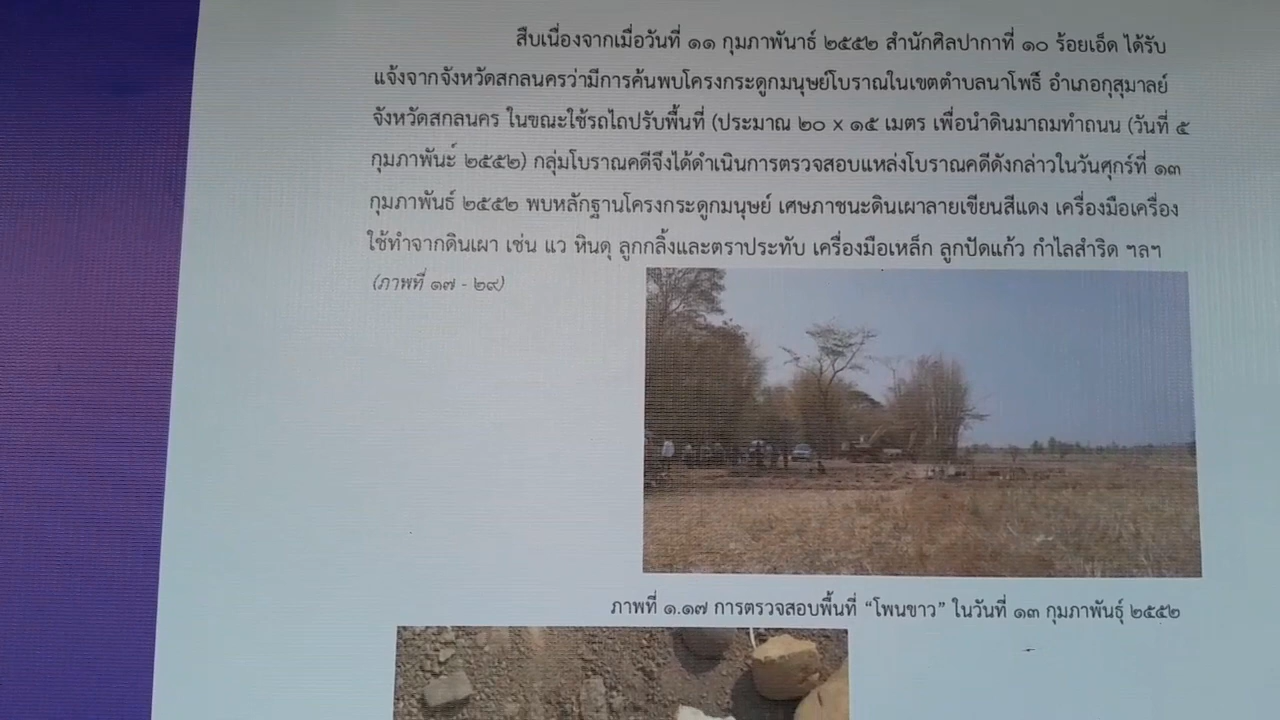 สืบเนื่องจากเมื่อวันที่ ๑๑ กุมภาพันาธ์ ๒๕๕๒ สำนักศิลปากาที่ ๑๐ ร้อยเอ็ด ได้รับ
แจ้งจากจังหวัดสกลนครว่ามีการค้นพบโครงกระดูกมนุษย์โบราณในเขตตำบลนาโพธิ์ อำเภอกุสุมาลย์
จังหวัดสกลนคร ในขณะใช้รถไถปรับพื้นที่ (ประมาณ ๒๐ x ๑๕ เมตร เพื่อนำดินมาถมทำถนน (วันที่ ๕
กุมภาพันะ์ ๒๕๕๒) กลุ่มโบราณคดีจึงได้ดำเนินการตรวจสอบแหล่งโบราณคดีดังกล่าวในวันศุกร์ที่ ๑๓
กุมภาพันธ์ ๒๕๕๒ พบหลักฐานโครงกระดูกมนุษย์ เศษภาชนะดินเผาลายเขียนสีแดง เครื่องมือเครื่อง
ใช้ทำจากดินเผา เช่น แว หินดุ ลูกกลิ้งและตราประทับ เครื่องมือเหล็ก ลูกปัดแก้ว กำไลสำริด ฯลฯ
(ภาพที่ ๑๗ - ๒๙)
ภาพที่ ๑.๑๗ การตรวจสอบพื้นที่ “โพนขาว” ในวันที่ ๑๓ กุมภาพันธุ์ ๒๕๕๒